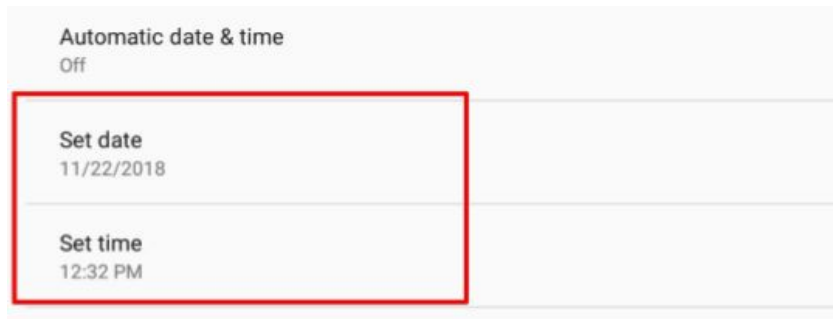 Automatic date & time
Off
Set date
11/22/2018
Set time
12:32 PM